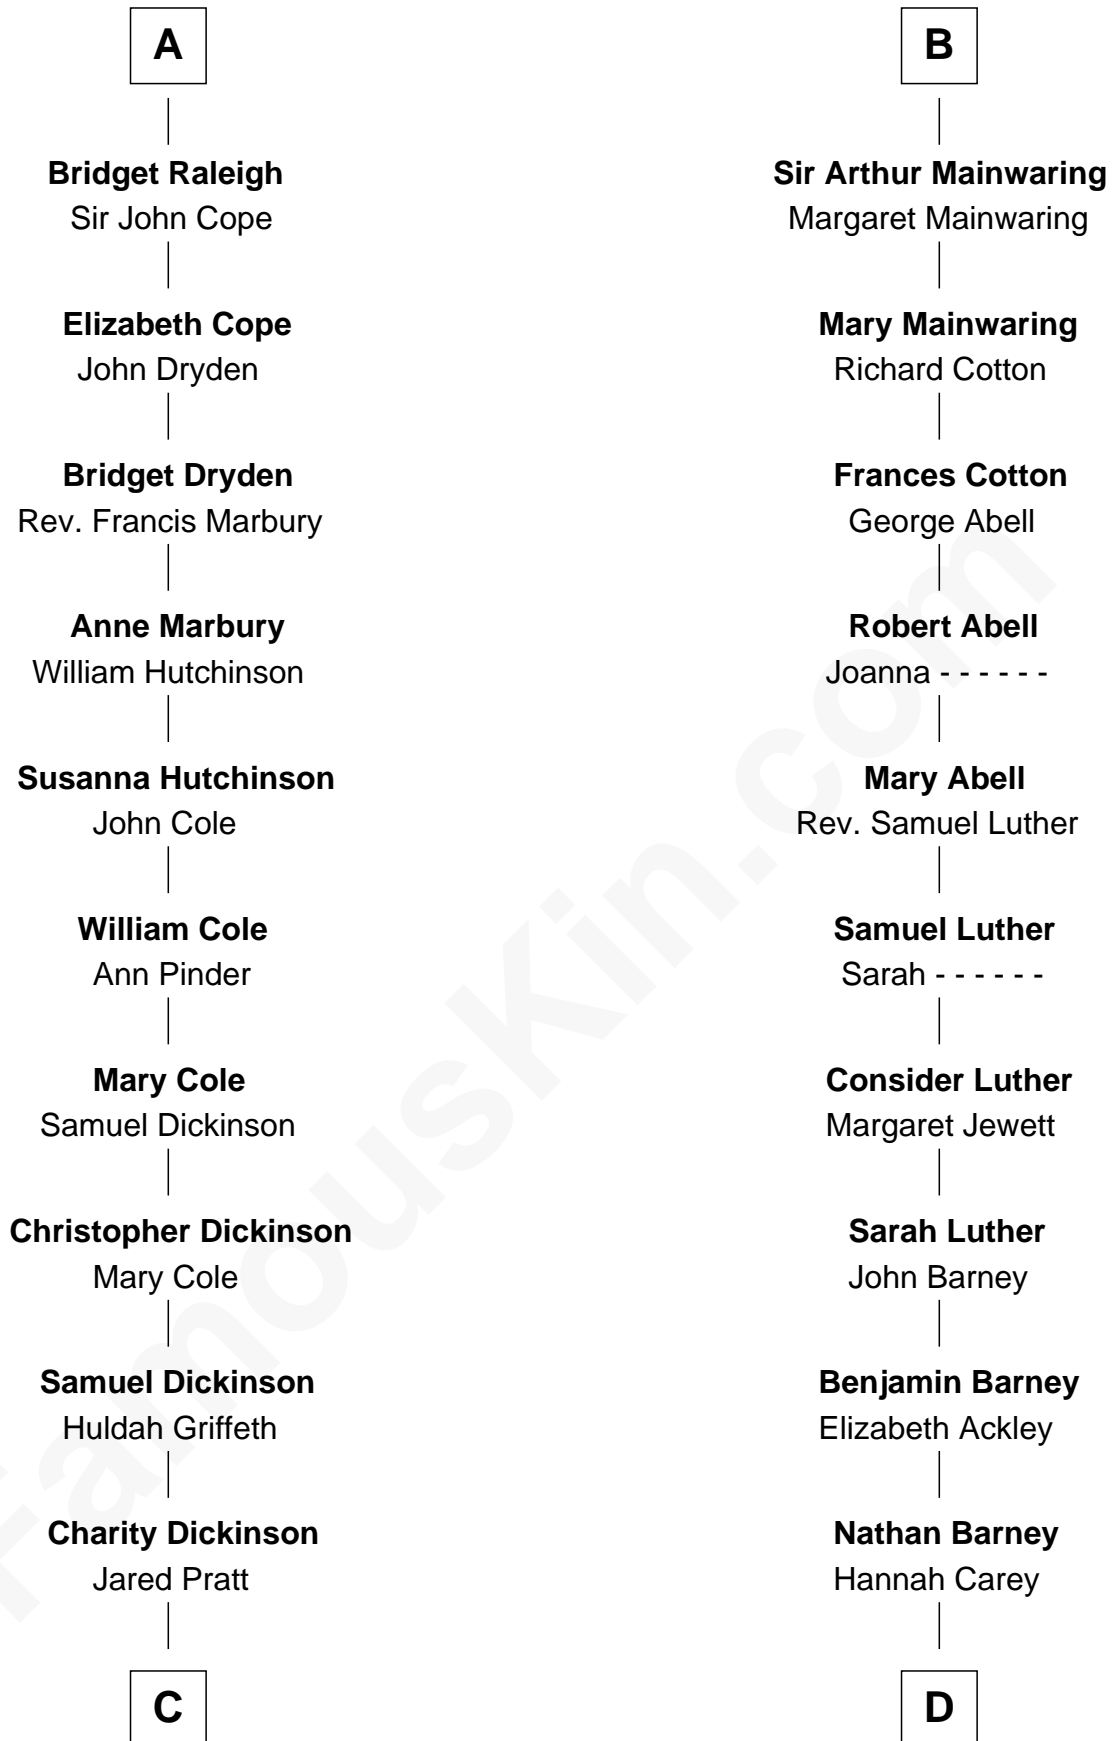 A
Bridget Raleigh
Sir John Cope
Elizabeth Cope
John Dryden
Bridget Dryden
Rev. Francis Marbury
Anne Marbury
William Hutchinson
Susanna Hutchinson
John Cole
William Cole
Ann Pinder
Mary Cole
Samuel Dickinson
Christopher Dickinson
Mary Cole
Samuel Dickinson
Huldah Griffeth
Charity Dickinson
Jared Pratt
C
B
Sir Arthur Mainwaring
Margaret Mainwaring
Mary Mainwaring
Richard Cotton
Frances Cotton
George Abell
Robert Abell
Joanna - - - - - -
Mary Abell
Rev. Samuel Luther
Samuel Luther
Sarah - - - - - -
Consider Luther
Margaret Jewett
Sarah Luther
John Barney
Benjamin Barney
Elizabeth Ackley
Nathan Barney
Hannah Carey
D
FamousKin.com